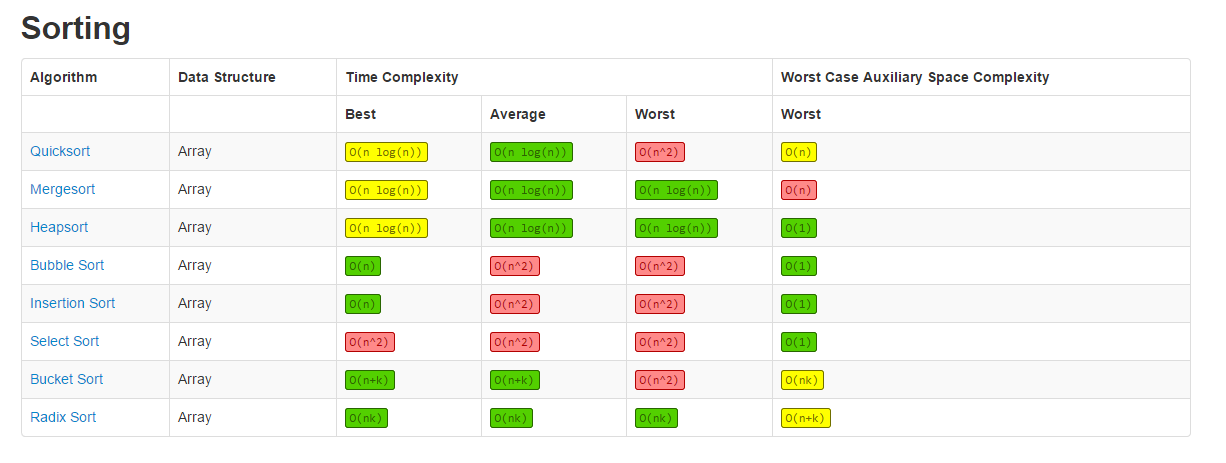 Sorting
Algorithm Data Structure Time Complexity Worst Case Auxiliary Space Complexity
Best Average Worst Worst
Quicksort Array O(n log(n)) O(n log(n)) O(n^2) O(n)
Mergesort Array O(n log(n)) O(n log(n)) O(n log(n)) O(n)
Heapsort Array O(n log(n)) O(n log(n)) O(n log(n)) O(1)
Bubble Sort Array O(n) O(n^2) O(n^2) O(1)
Insertion Sort Array O(n) O(n^2) O(n^2) O(1)
Select Sort Array O(n^2) O(n^2) O(n^2) O(1)
Bucket Sort Array O(n+k) O(n+k) O(n^2) O(nk)
Radix Sort Array O(nk) O(nk) O(nk) O(n+k)